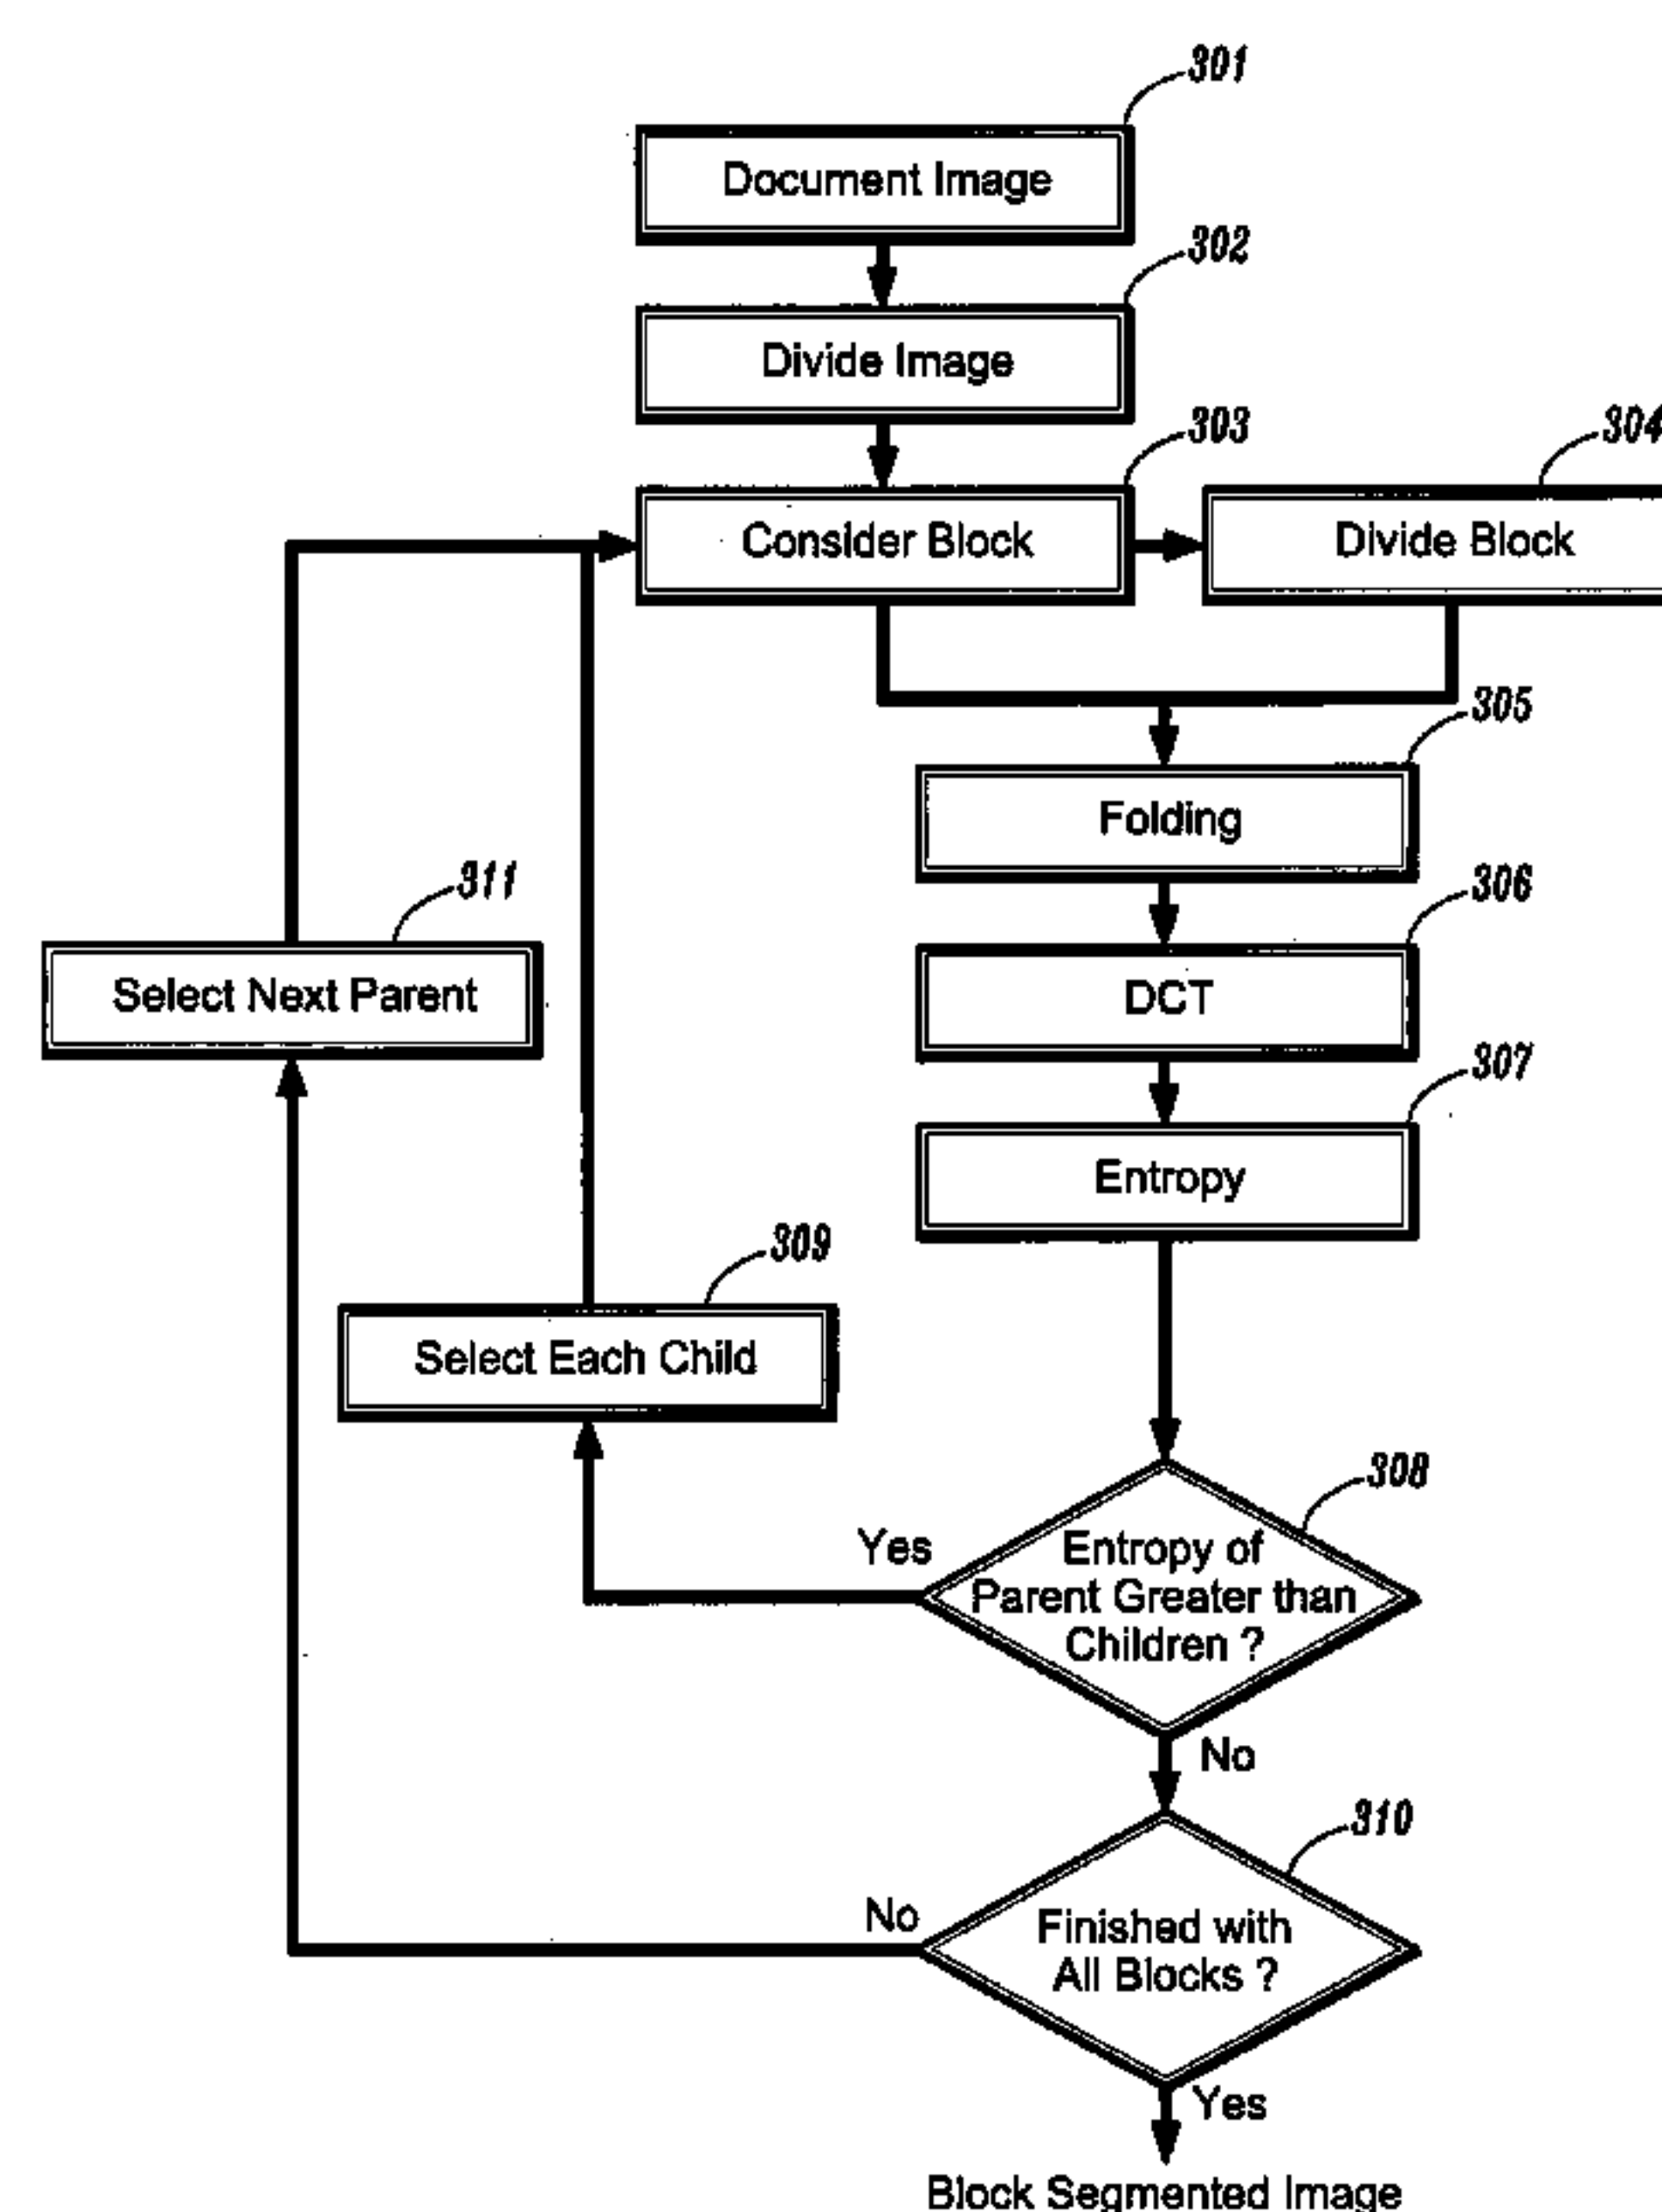 301
Document Image
302
Divide Image
303
Consider Block
304
Divide Block
305
Folding
311
Select Next Parent
306
DCT
307
Entropy
309
Select Each Child
308
Yes
Entropy of
Parent Greater than
Children ?
No
310
No
Finished with
All Blocks ?
Yes
Block Segmented Image